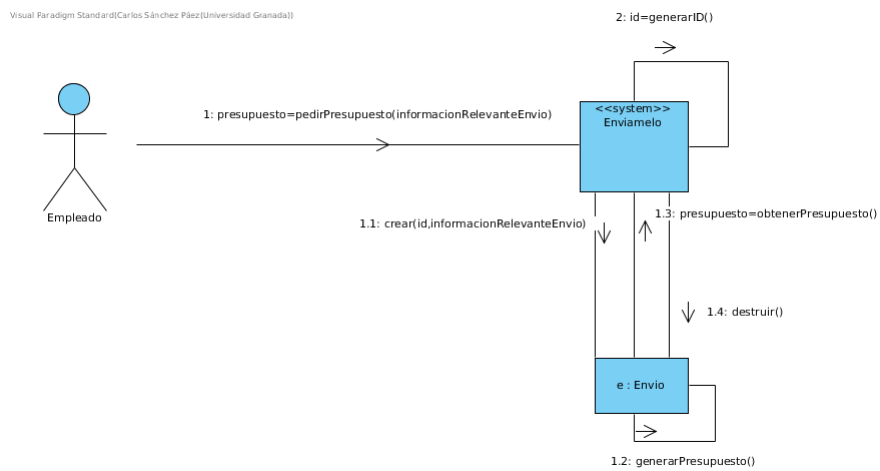 Visual Paradigm Standard(Carlos Sánchez Páez(Universidad Granada))
2: id=generarID()
<<system>>
Enviamelo
1: presupuesto=pedirPresupuesto(informacionRelevanteEnvio)
Empleado
1.1: crear(id,informacionRelevanteEnvio)
1.3: presupuesto=obtenerPresupuesto()
1.4: destruir()
e : Envio
1.2: generarPresupuesto()